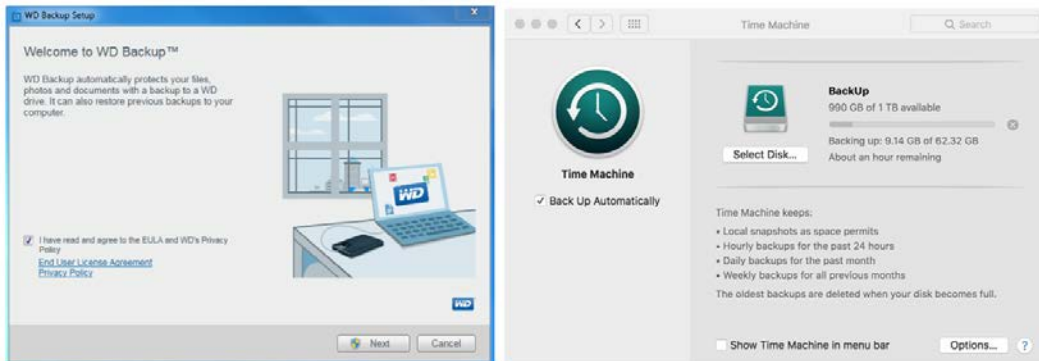 WD Backup Setup
Welcome to WD Backup™
WD Backup automatically protects your files,
photos and documents with a backup to a WD
drive. It can also restore previous backups to your
computer.
WD
I have read and agree to the EULA and WD's Privacy
Policy
End User License Agreement
Privacy Policy
WD
Next
Cancel
Time Machine
Search
Time Machine
Back Up Automatically
BackUp
990 GB of 1 TB available
Backing up: 9.14 GB of 62.32 GB
About an hour remaining
Select Disk...
Time Machine keeps:
• Local snapshots as space permits
• Hourly backups for the past 24 hours
• Daily backups for the past month
• Weekly backups for all previous months
The oldest backups are deleted when your disk becomes full.
Show Time Machine in menu bar
Options...
?